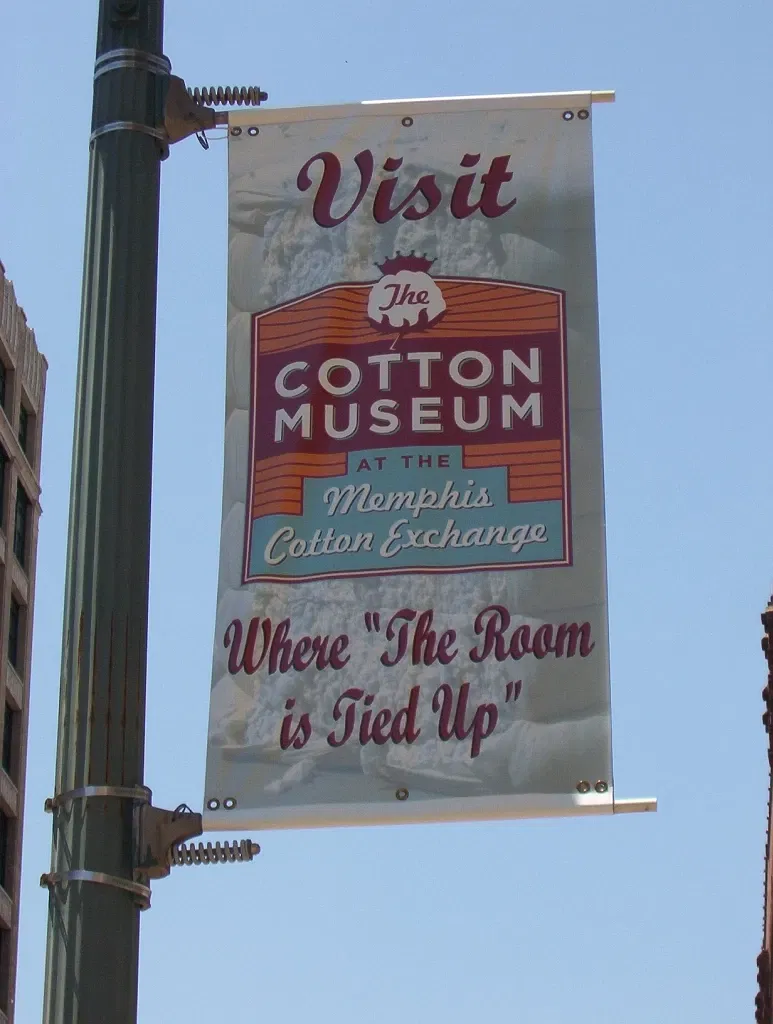 Visit
The
COTTON
MUSEUM
AT THE
Memphis
Cotton Exchange
Where "The Room
is Tied Up"